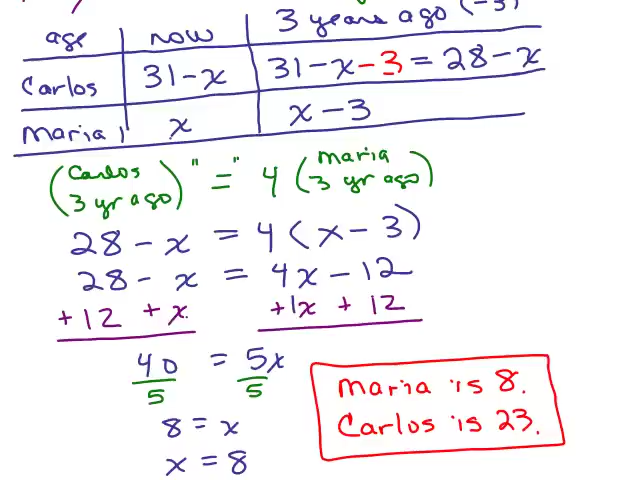 age now 3 years ago (-3)
Carlos 31-x 31-x-3=28-x
Maria x x-3
(Carlos 3 yr ago) "=" 4 (Maria 3 yr ago)
28-x = 4(x-3)
28-x = 4x-12
+12 +x +1x +12
40 = 5x
5 5
8=x
x=8
Maria is 8.
Carlos is 23.